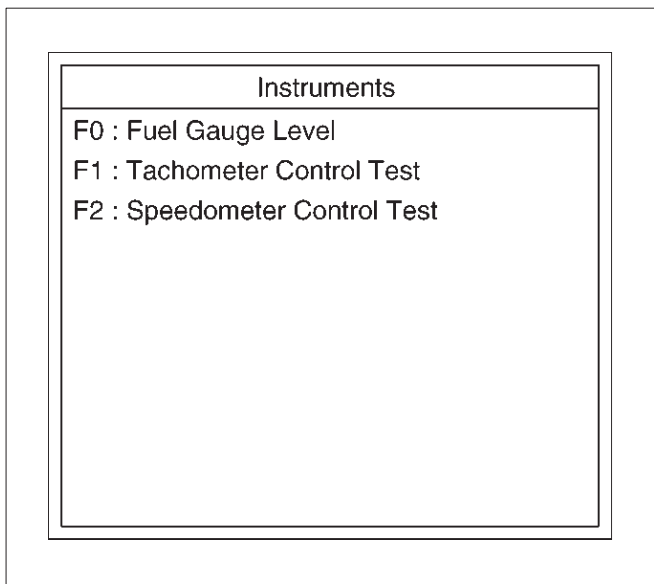 Instruments
F0 : Fuel Gauge Level
F1 : Tachometer Control Test
F2 : Speedometer Control Test